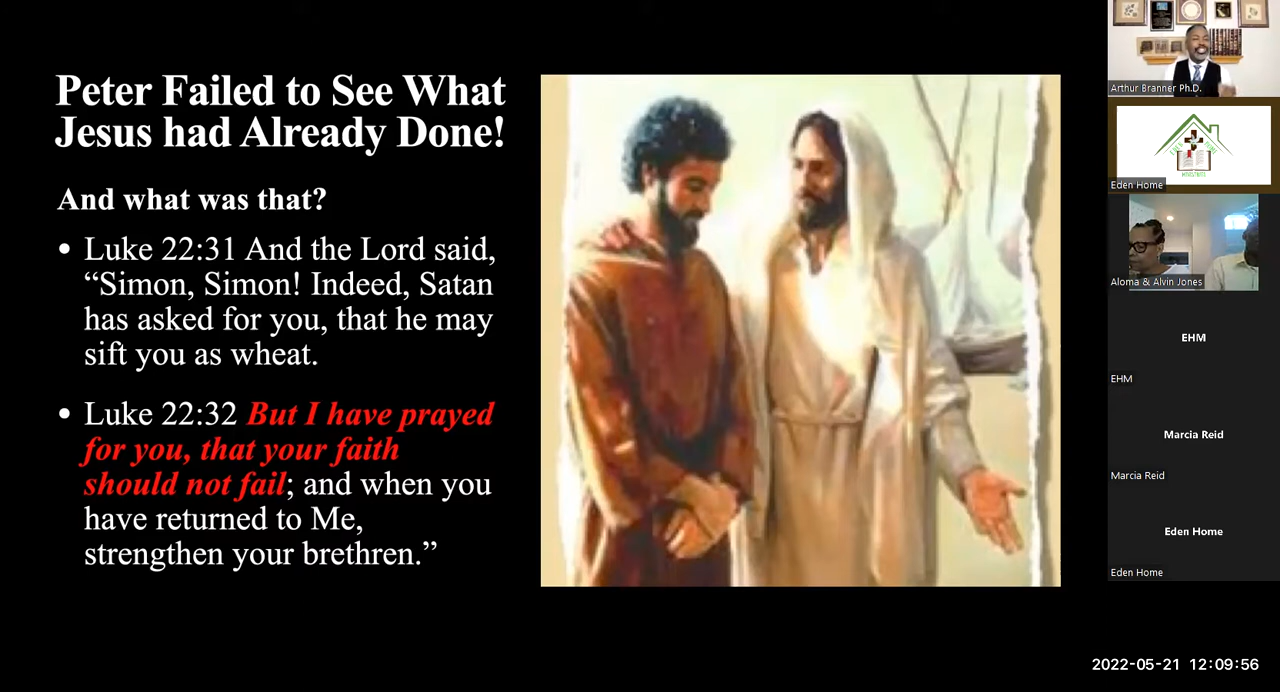 Peter Failed to See What
Jesus had Already Done!
And what was that?
• Luke 22:31 And the Lord said,
“Simon, Simon! Indeed, Satan
has asked for you, that he may
sift you as wheat.
• Luke 22:32 But I have prayed
for you, that your faith
should not fail; and when you
have returned to Me,
strengthen your brethren.”
Arthur Branner Ph.D.
Eden Home
Aloma & Alvin Jones
EHM
EHM
Marcia Reid
Marcia Reid
Eden Home
Eden Home
2022-05-21 12:09:56